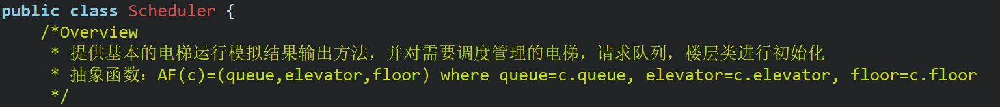 public class Scheduler {
/*Overview
* 提供基本的电梯运行模拟结果输出方法，并对需要调度管理的电梯，请求队列，楼层类进行初始化
* 抽象函数：AF(c)=(queue,elevator,floor) where queue=c.queue, elevator=c.elevator, floor=c.floor
*/